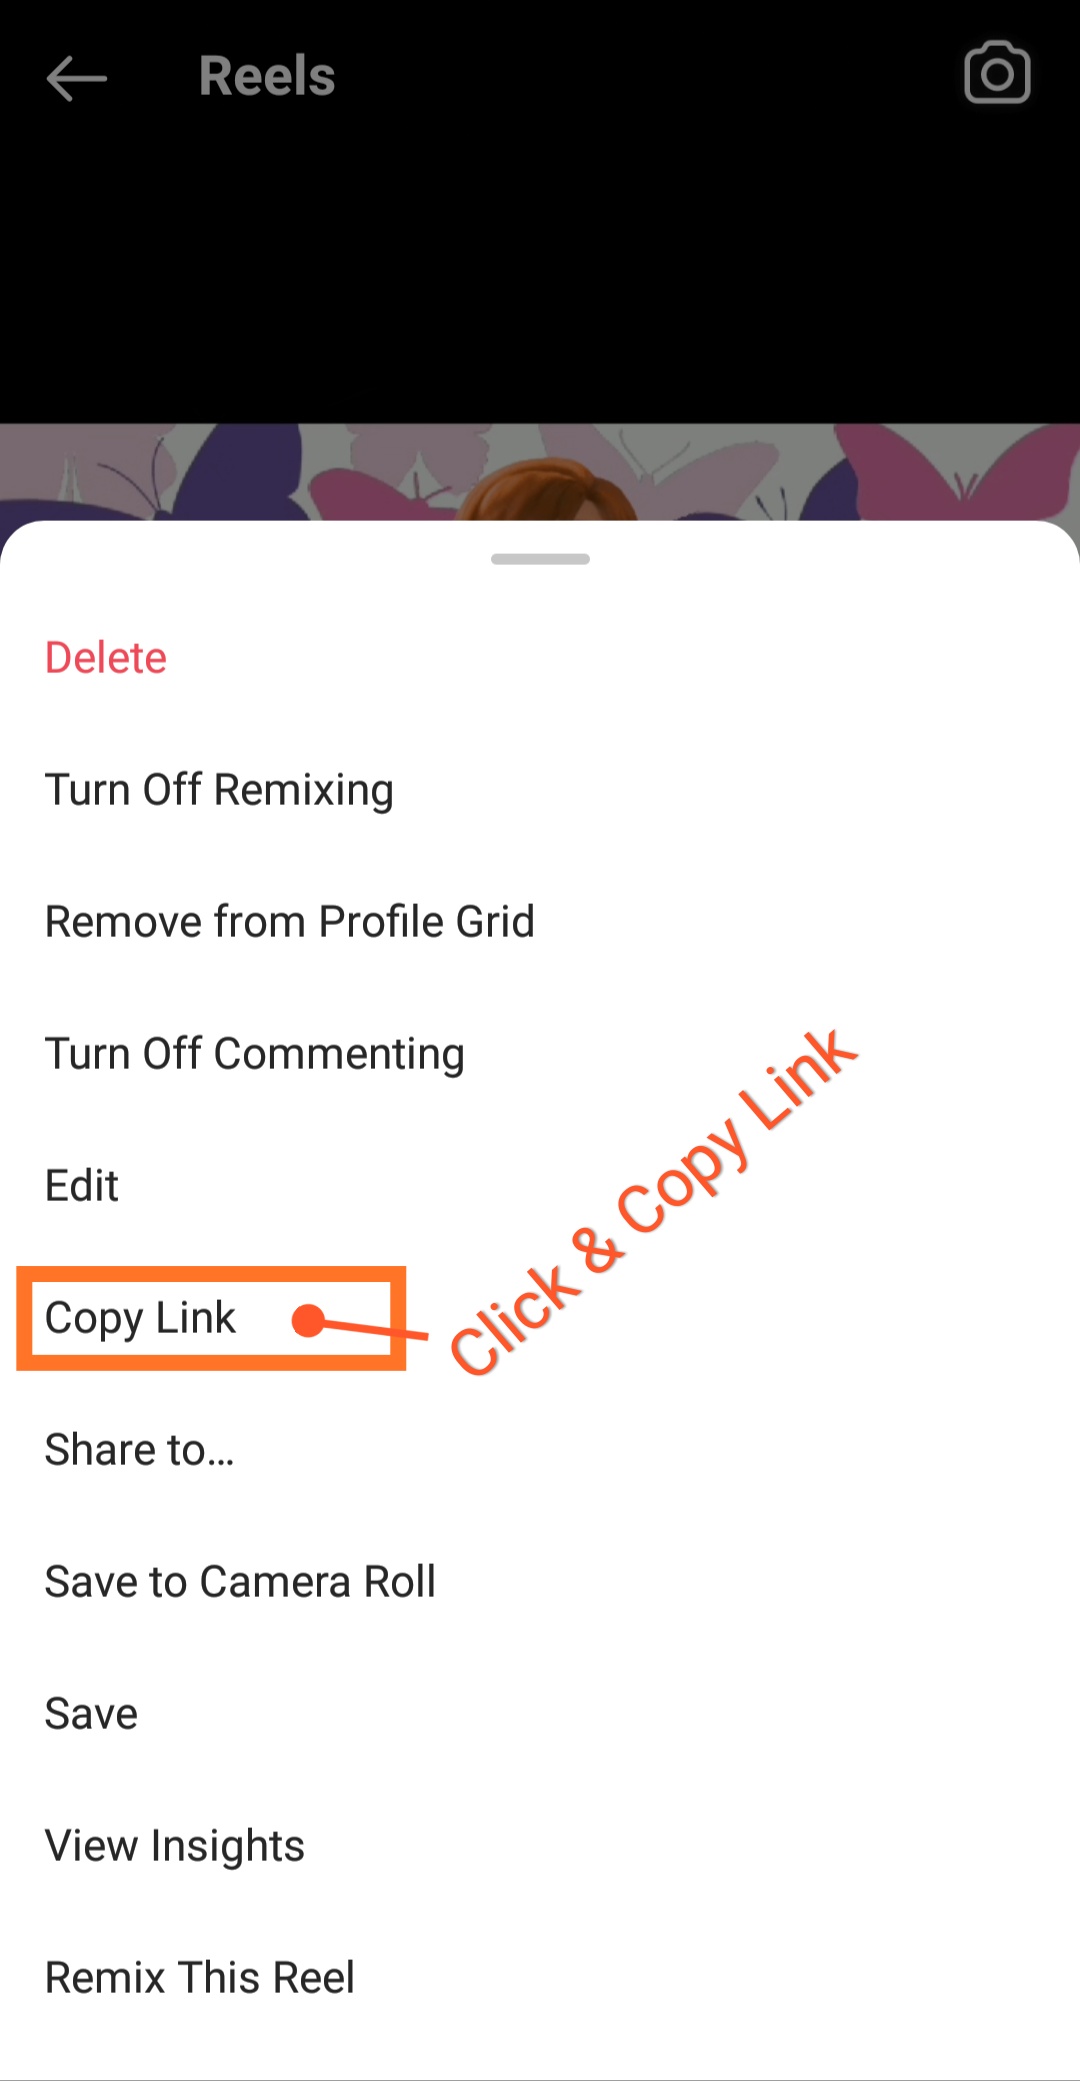 Reels
Delete
Turn Off Remixing
Remove from Profile Grid
Turn Off Commenting
Edit
Copy Link
Click & Copy Link
Share to...
Save to Camera Roll
Save
View Insights
Remix This Reel